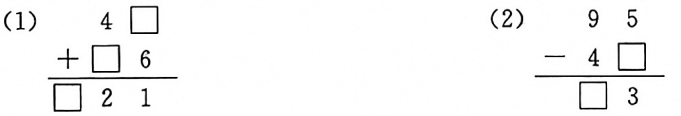 (1) 4 □
+ □ 6
□ 2 1
(2) 9 5
- 4 □
□ 3